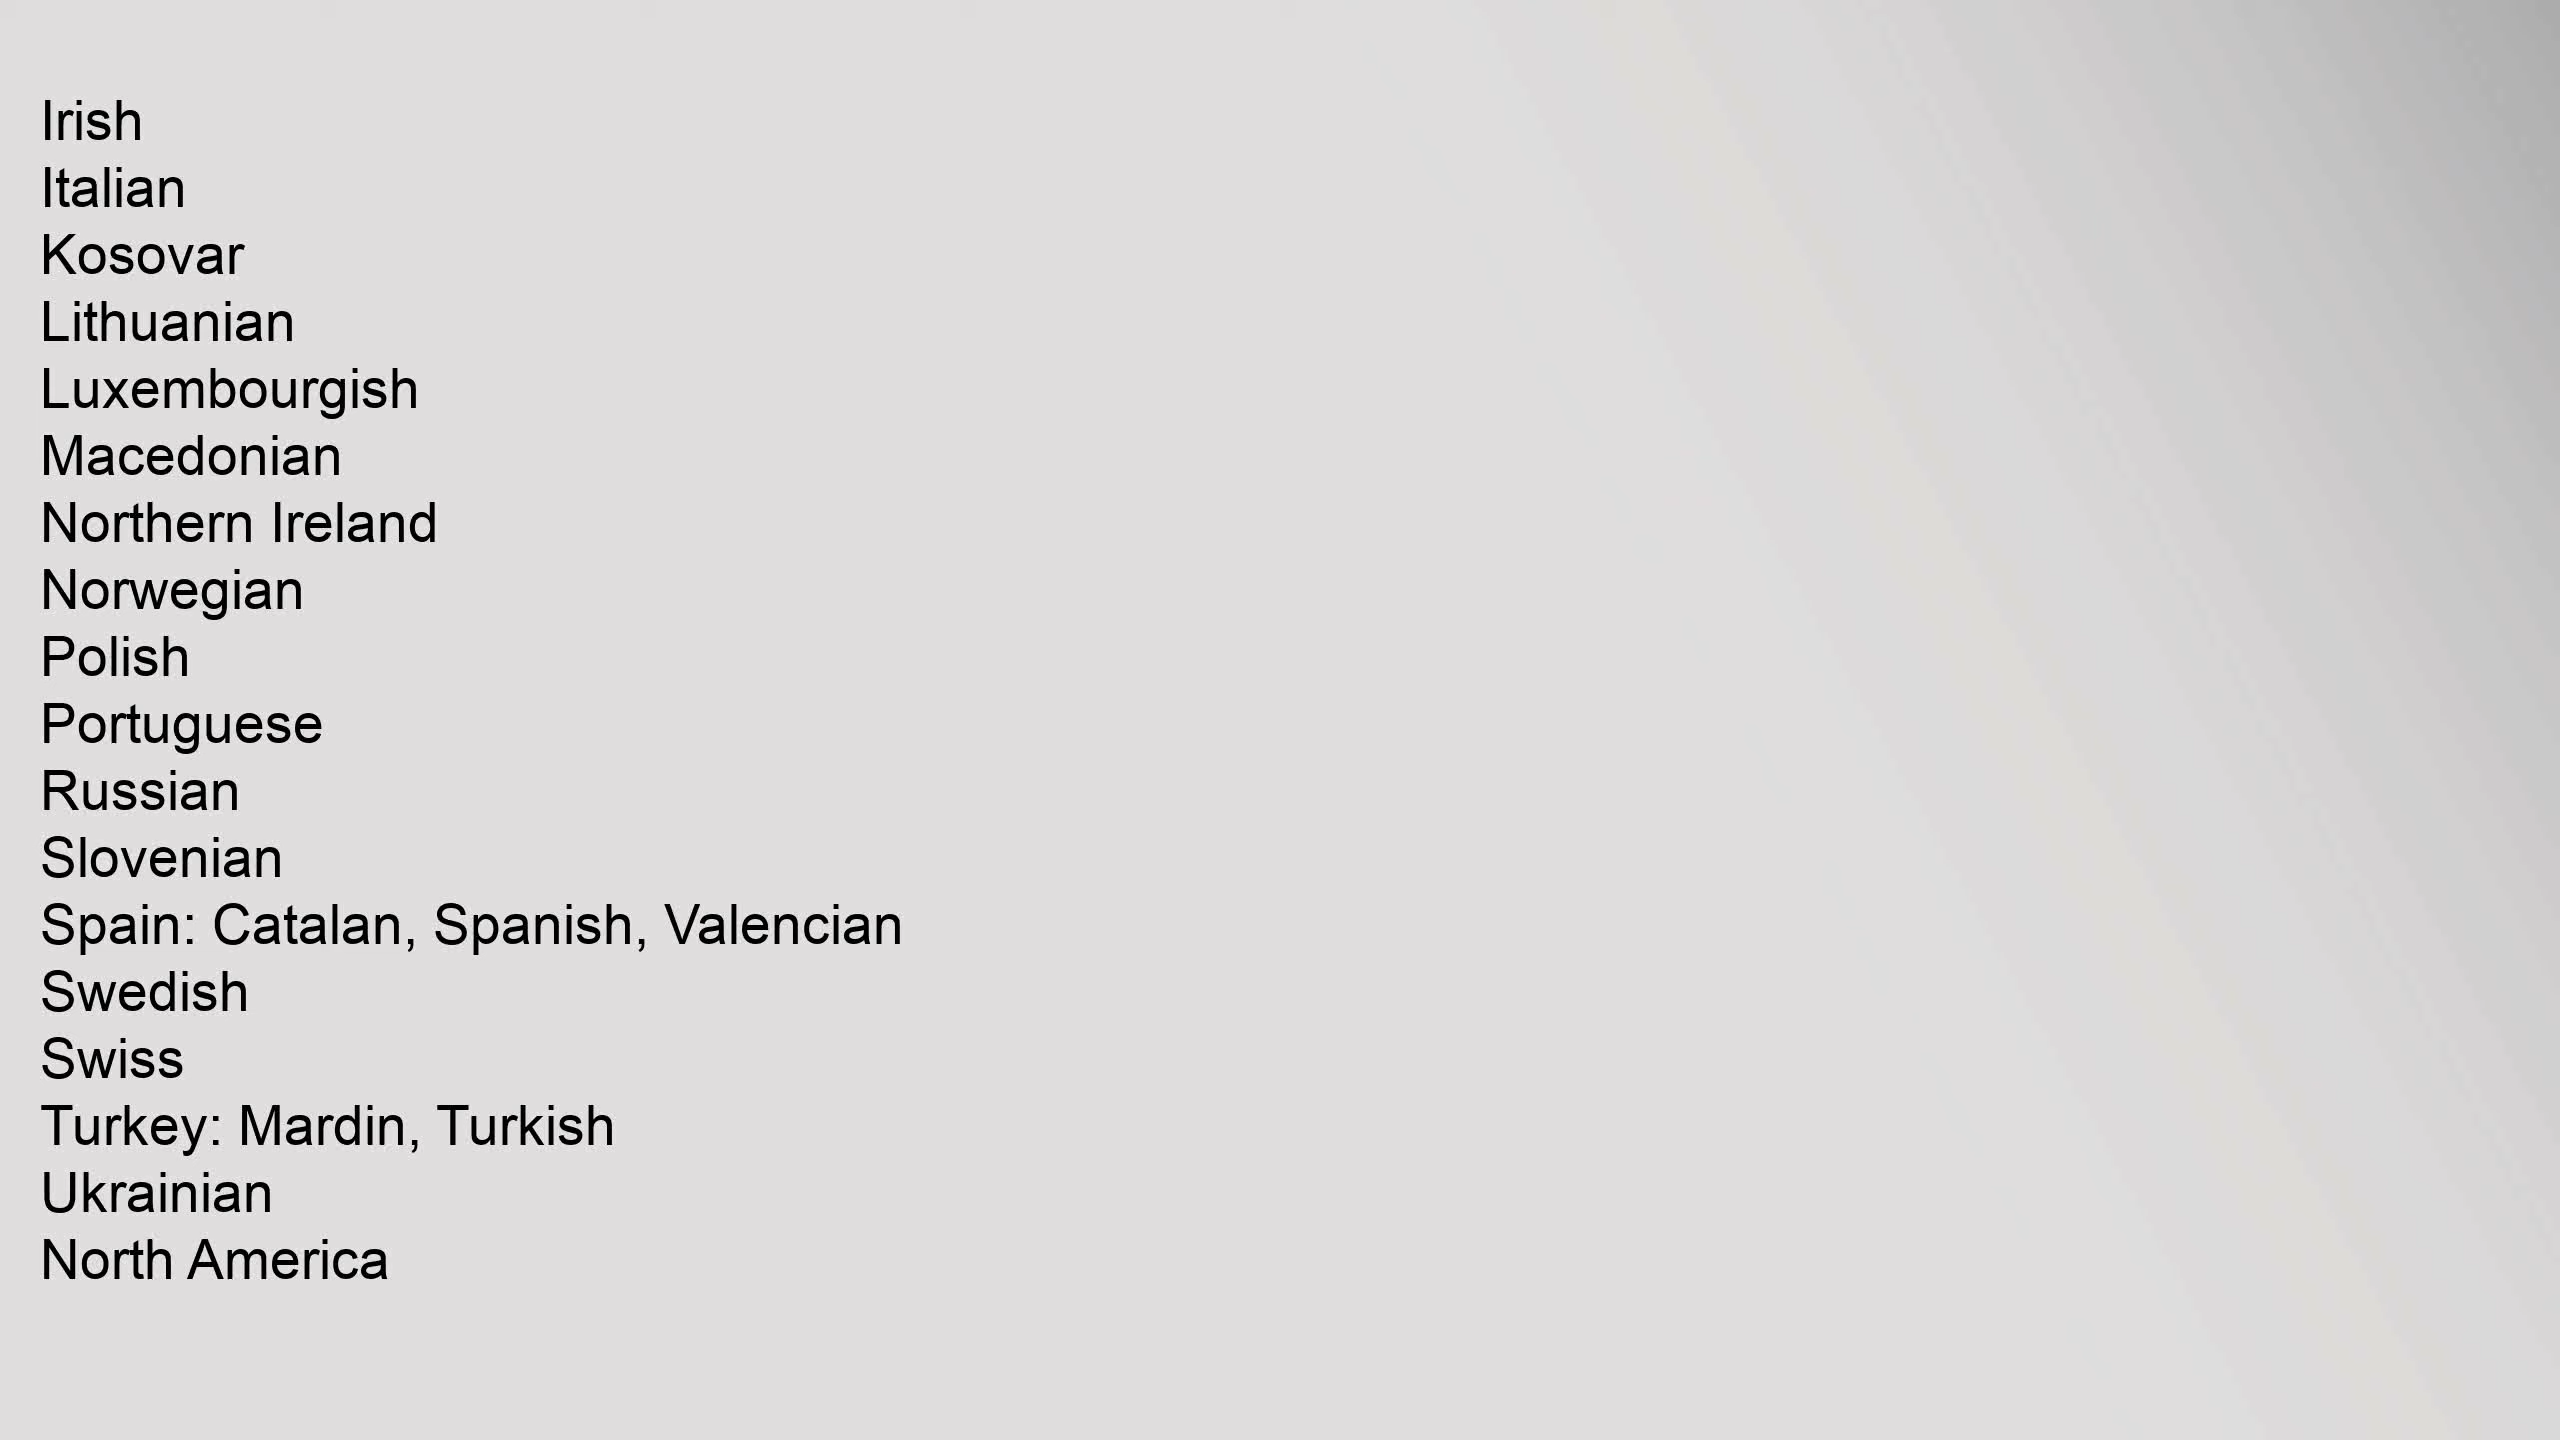 Irish
Italian
Kosovar
Lithuanian
Luxembourgish
Macedonian
Northern Ireland
Norwegian
Polish
Portuguese
Russian
Slovenian
Spain: Catalan, Spanish, Valencian
Swedish
Swiss
Turkey: Mardin, Turkish
Ukrainian
North America